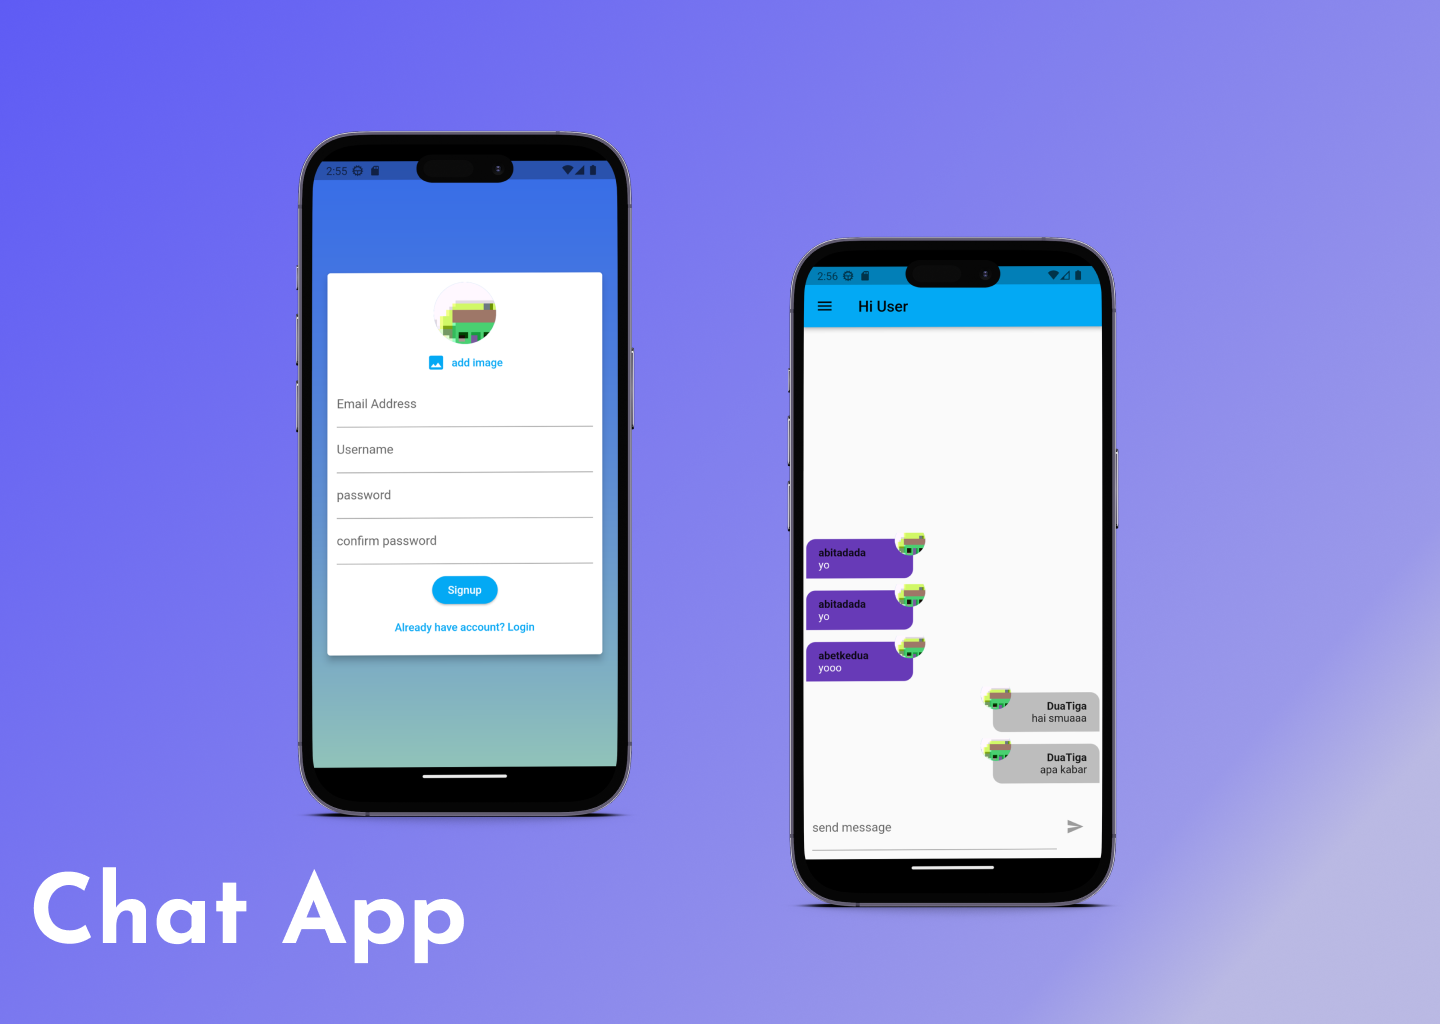 2:55
add image
Email Address
Username
password
confirm password
Signup
Already have account? Login
2:56
Hi User
abitadada
yo
abitadada
yo
abetkedua
yooo
DuaTiga
hai smuaaa
DuaTiga
apa kabar
send message
Chat App